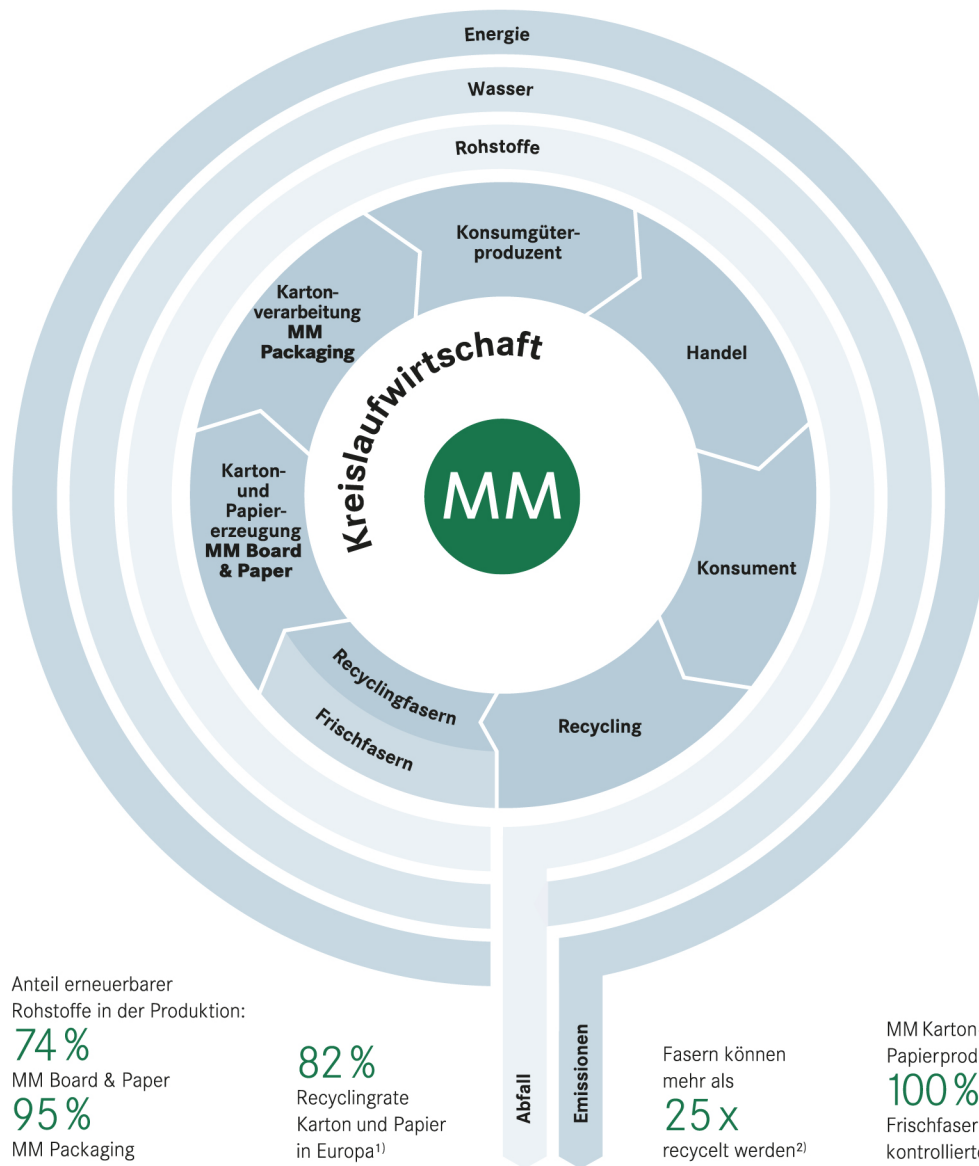 Energie
Wasser
Rohstoffe
Konsumgüter-
produzent
Karton-
verarbeitung
MM
Packaging
Handel
Kreislaufwirtschaft
MM
Karton-
und
Papier-
erzeugung
MM Board
& Paper
Konsument
Recyclingfasern
Frischfasern
Recycling
Abfall
Emissionen
Anteil erneuerbarer
Rohstoffe in der Produktion:
74 %
MM Board & Paper
95 %
MM Packaging
82 %
Recyclingrate
Karton und Papier
in Europa¹⁾
Fasern können
mehr als
25 x
recycelt werden²⁾
MM Karton
Papierprod
100 %
Frischfaser
kontrollierte